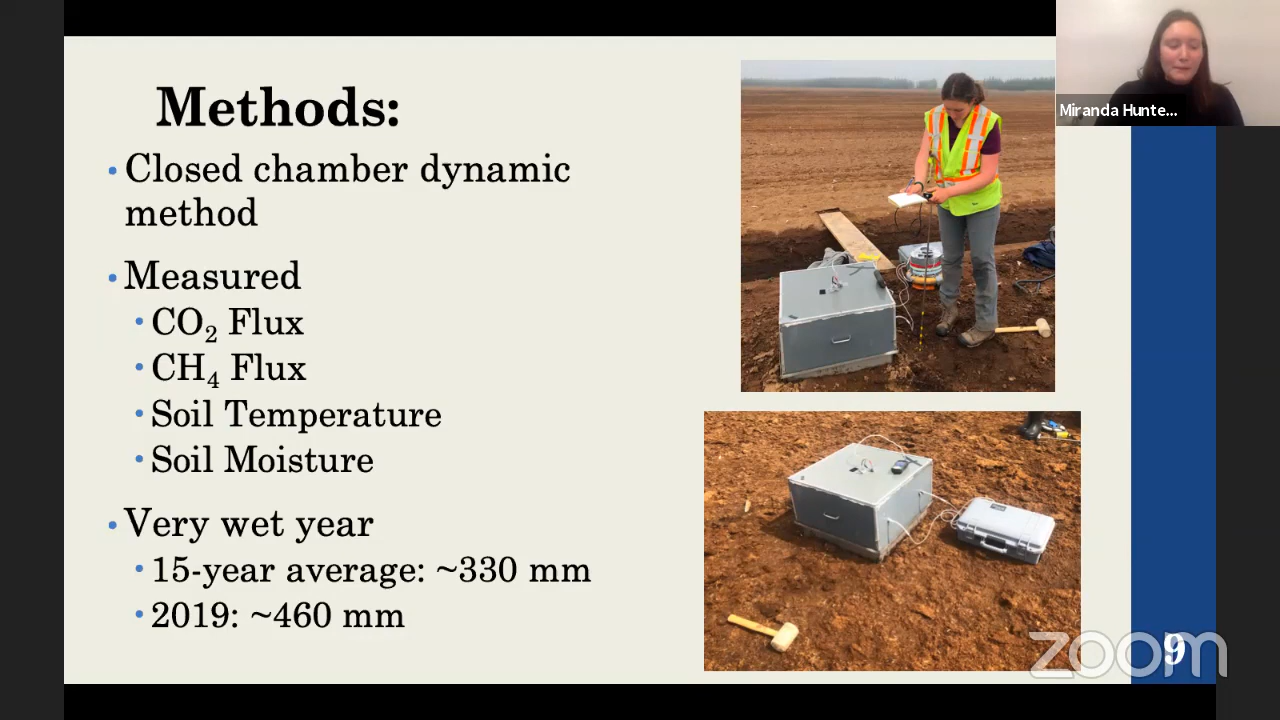 Methods:
• Closed chamber dynamic
method
• Measured
• CO₂ Flux
• CH₄ Flux
• Soil Temperature
• Soil Moisture
• Very wet year
• 15-year average: ~330 mm
• 2019: ~460 mm
Miranda Hunte...
9
zoom